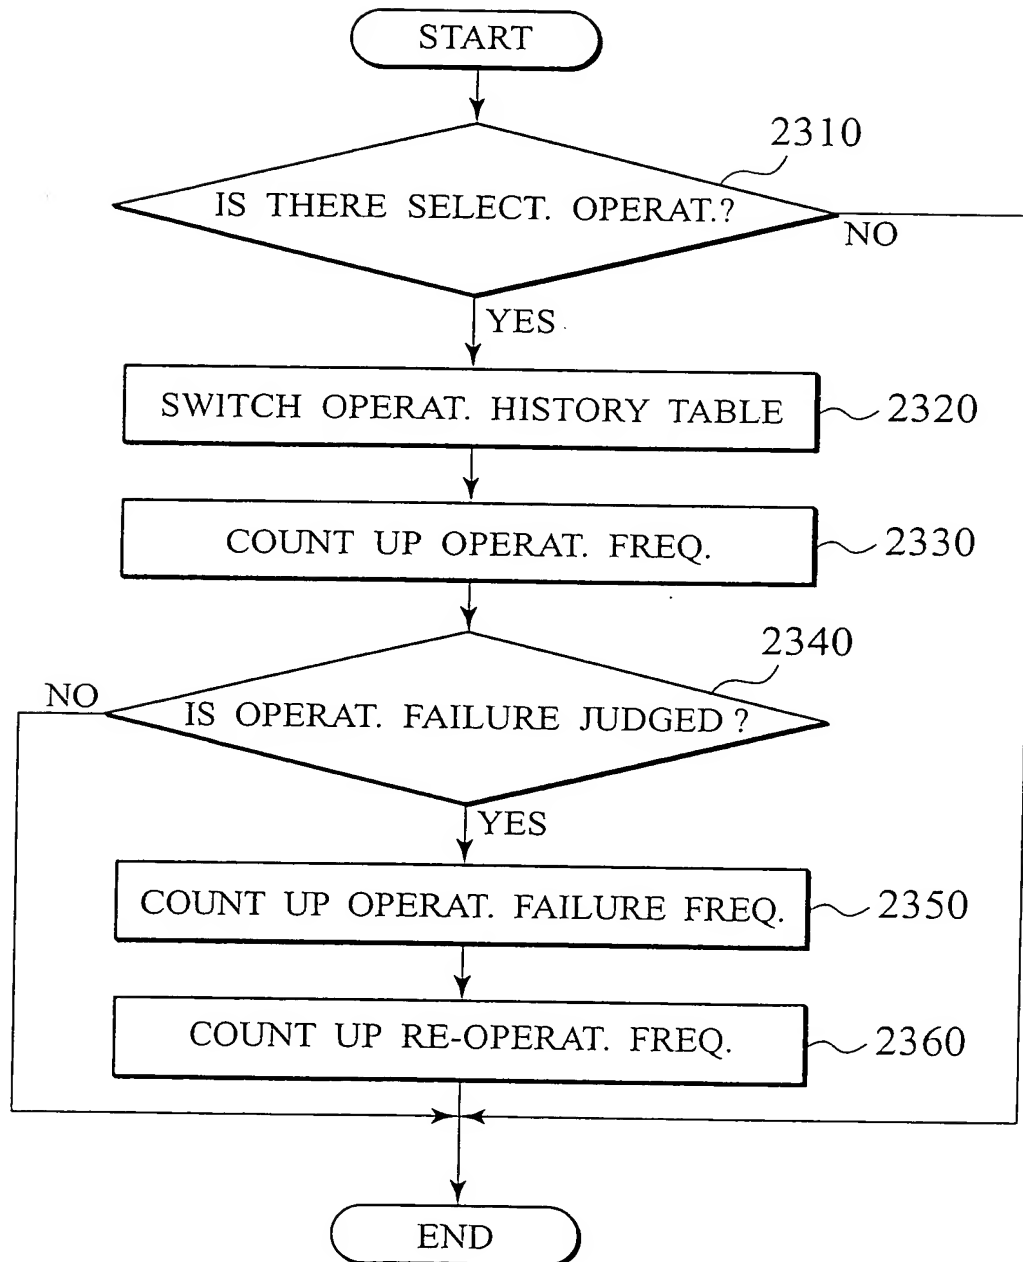 START
2310
IS THERE SELECT. OPERAT.?
NO
YES
SWITCH OPERAT. HISTORY TABLE
2320
COUNT UP OPERAT. FREQ.
2330
2340
NO
IS OPERAT. FAILURE JUDGED ?
YES
COUNT UP OPERAT. FAILURE FREQ.
2350
COUNT UP RE-OPERAT. FREQ.
2360
END